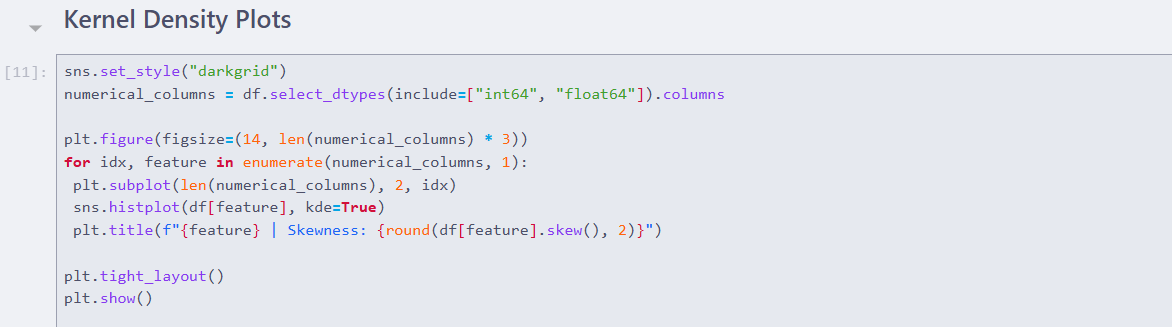 Kernel Density Plots
[11]:
sns.set_style("darkgrid")
numerical_columns = df.select_dtypes(include=["int64", "float64"]).columns
plt.figure(figsize=(14, len(numerical_columns) * 3))
for idx, feature in enumerate(numerical_columns, 1):
 plt.subplot(len(numerical_columns), 2, idx)
 sns.histplot(df[feature], kde=True)
 plt.title(f"{feature} | Skewness: {round(df[feature].skew(), 2)}")
plt.tight_layout()
plt.show()